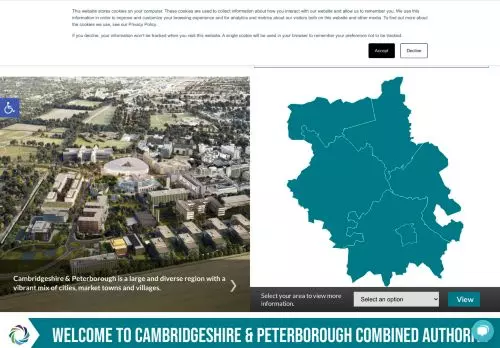 This website stores cookies on your computer. These cookies are used to collect information about how you interact with our website and allow us to remember you. We use this
information in order to improve and customize your browsing experience and for analytics and metrics about our visitors both on this website and other media. To find out more
about the cookies we use, see our Privacy Policy.
If you decline, your information won't be tracked when you visit this website. A single cookie will be used in your browser to remember your preference not to be tracked.
Accept
Decline
Cambridgeshire & Peterborough is a large and diverse region with a
vibrant mix of cities, market towns and villages.
Select your area to view more
information.
Select an option
View
WELCOME TO CAMBRIDGESHIRE & PETERBOROUGH COMBINED AUTHORI